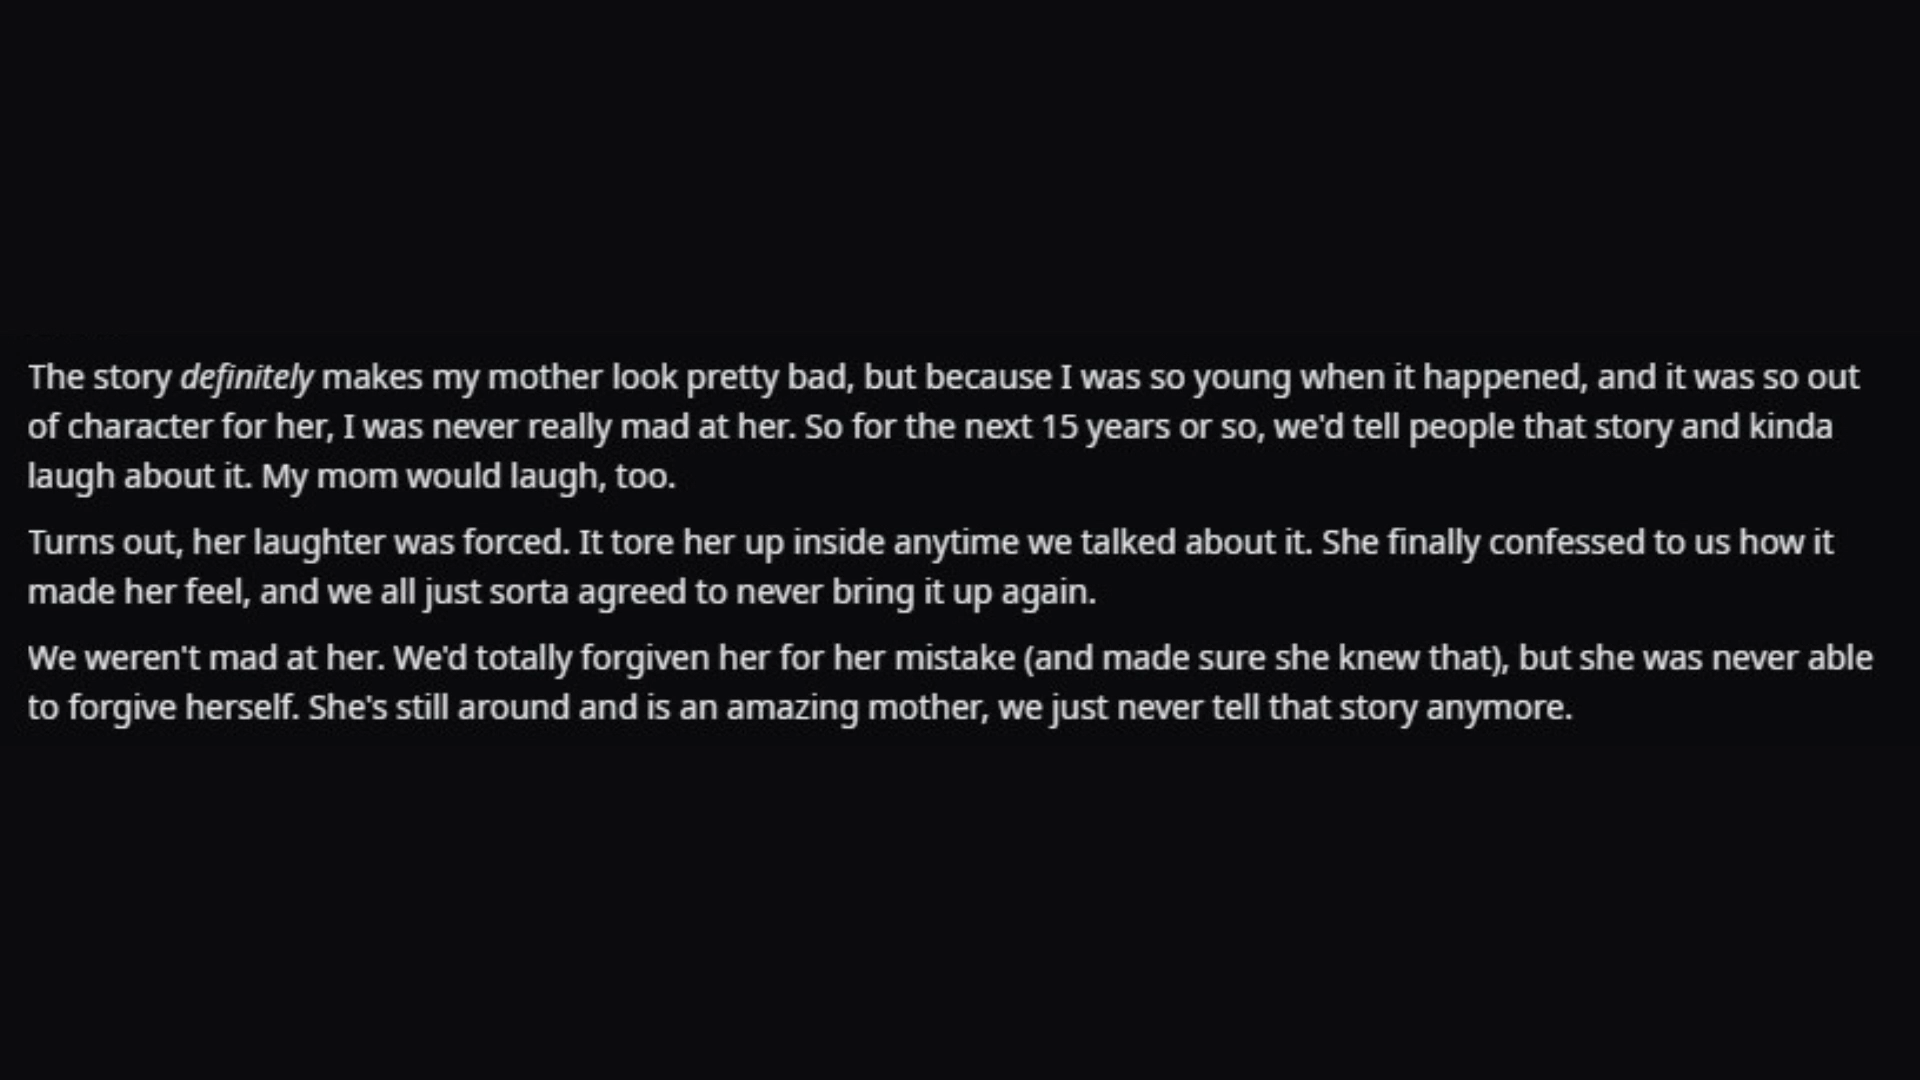 The story definitely makes my mother look pretty bad, but because I was so young when it happened, and it was so out
of character for her, I was never really mad at her. So for the next 15 years or so, we'd tell people that story and kinda
laugh about it. My mom would laugh, too.
Turns out, her laughter was forced. It tore her up inside anytime we talked about it. She finally confessed to us how it
made her feel, and we all just sorta agreed to never bring it up again.
We weren't mad at her. We'd totally forgiven her for her mistake (and made sure she knew that), but she was never able
to forgive herself. She's still around and is an amazing mother, we just never tell that story anymore.